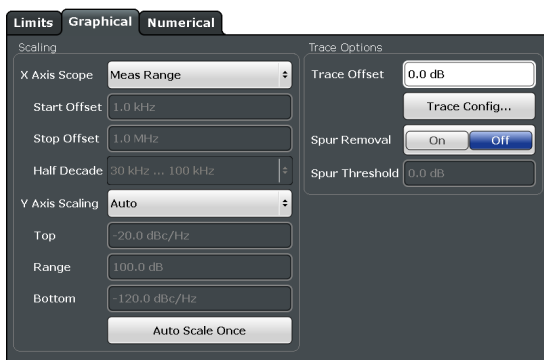 Limits Graphical Numerical
Scaling
X Axis Scope Meas Range
Start Offset 1.0 kHz
Stop Offset 1.0 MHz
Half Decade 30 kHz ... 100 kHz
Y Axis Scaling Auto
Top -20.0 dBc/Hz
Range 100.0 dB
Bottom -120.0 dBc/Hz
Auto Scale Once
Trace Options
Trace Offset 0.0 dB
Trace Config...
Spur Removal On Off
Spur Threshold 0.0 dB